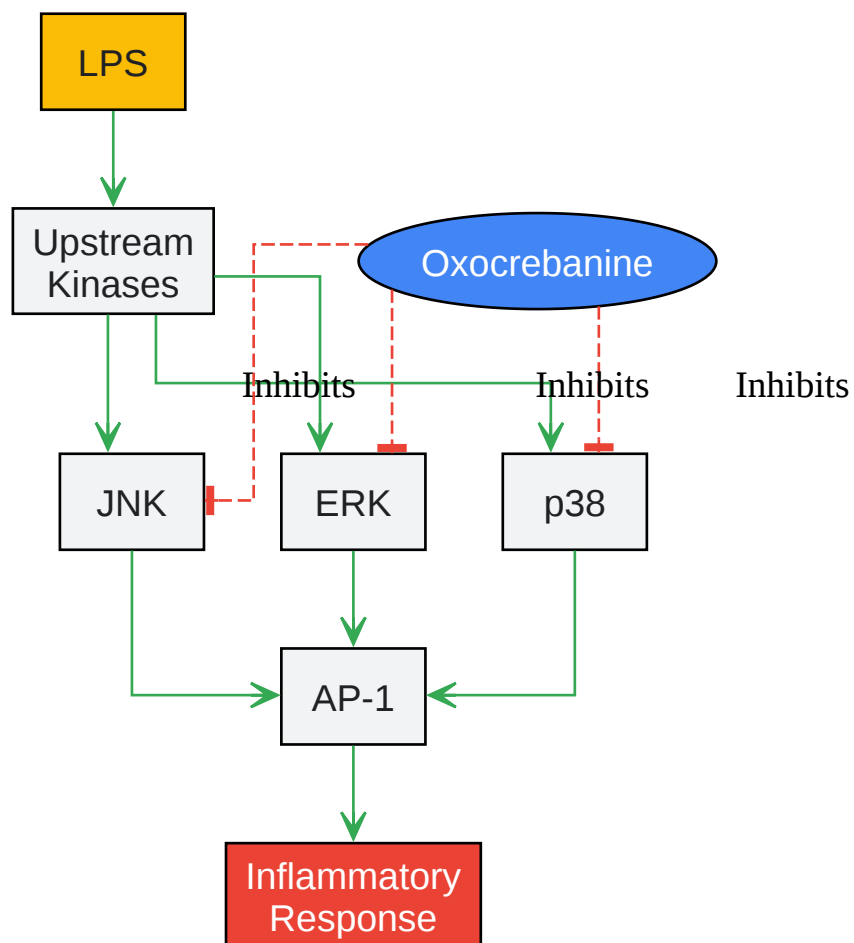 LPS
Upstream
Kinases
Oxocrebanine
Inhibits
Inhibits
Inhibits
JNK
ERK
p38
AP-1
Inflammatory
Response